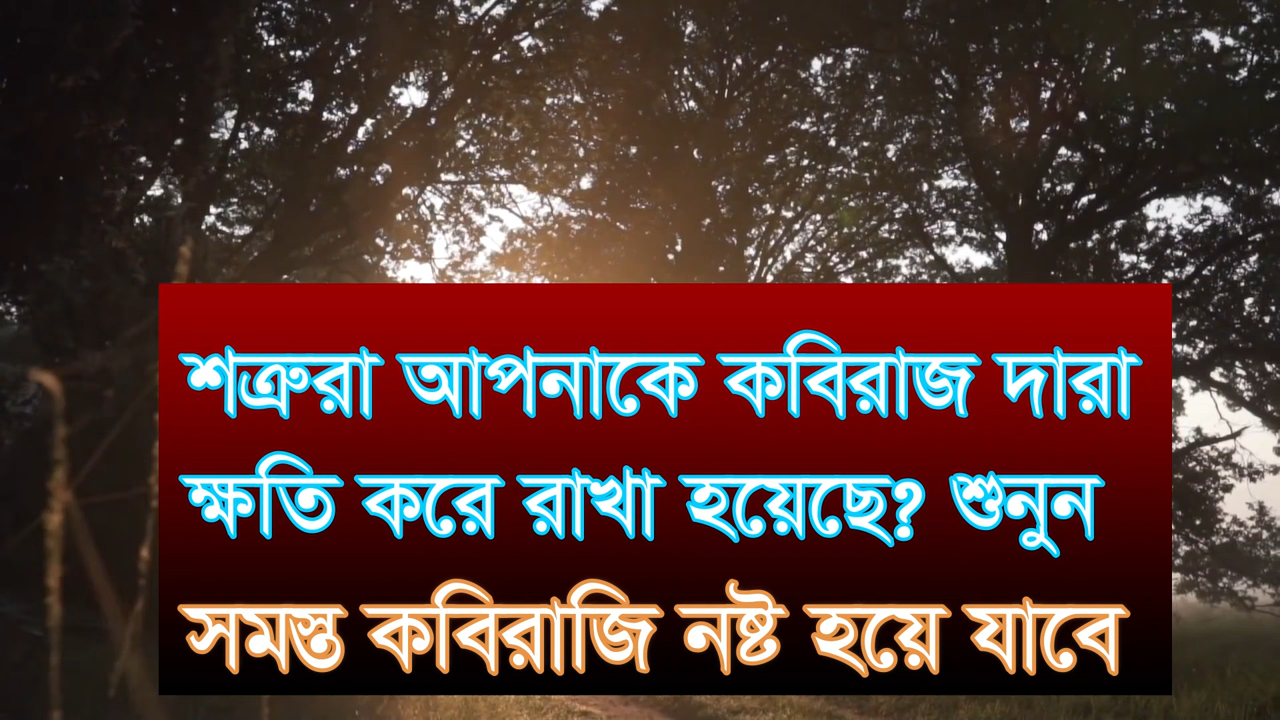 শত্রুরা আপনাকে কবিরাজ দারা
ক্ষতি করে রাখা হয়েছে? শুনুন
সমস্ত কবিরাজি নষ্ট হয়ে যাবে